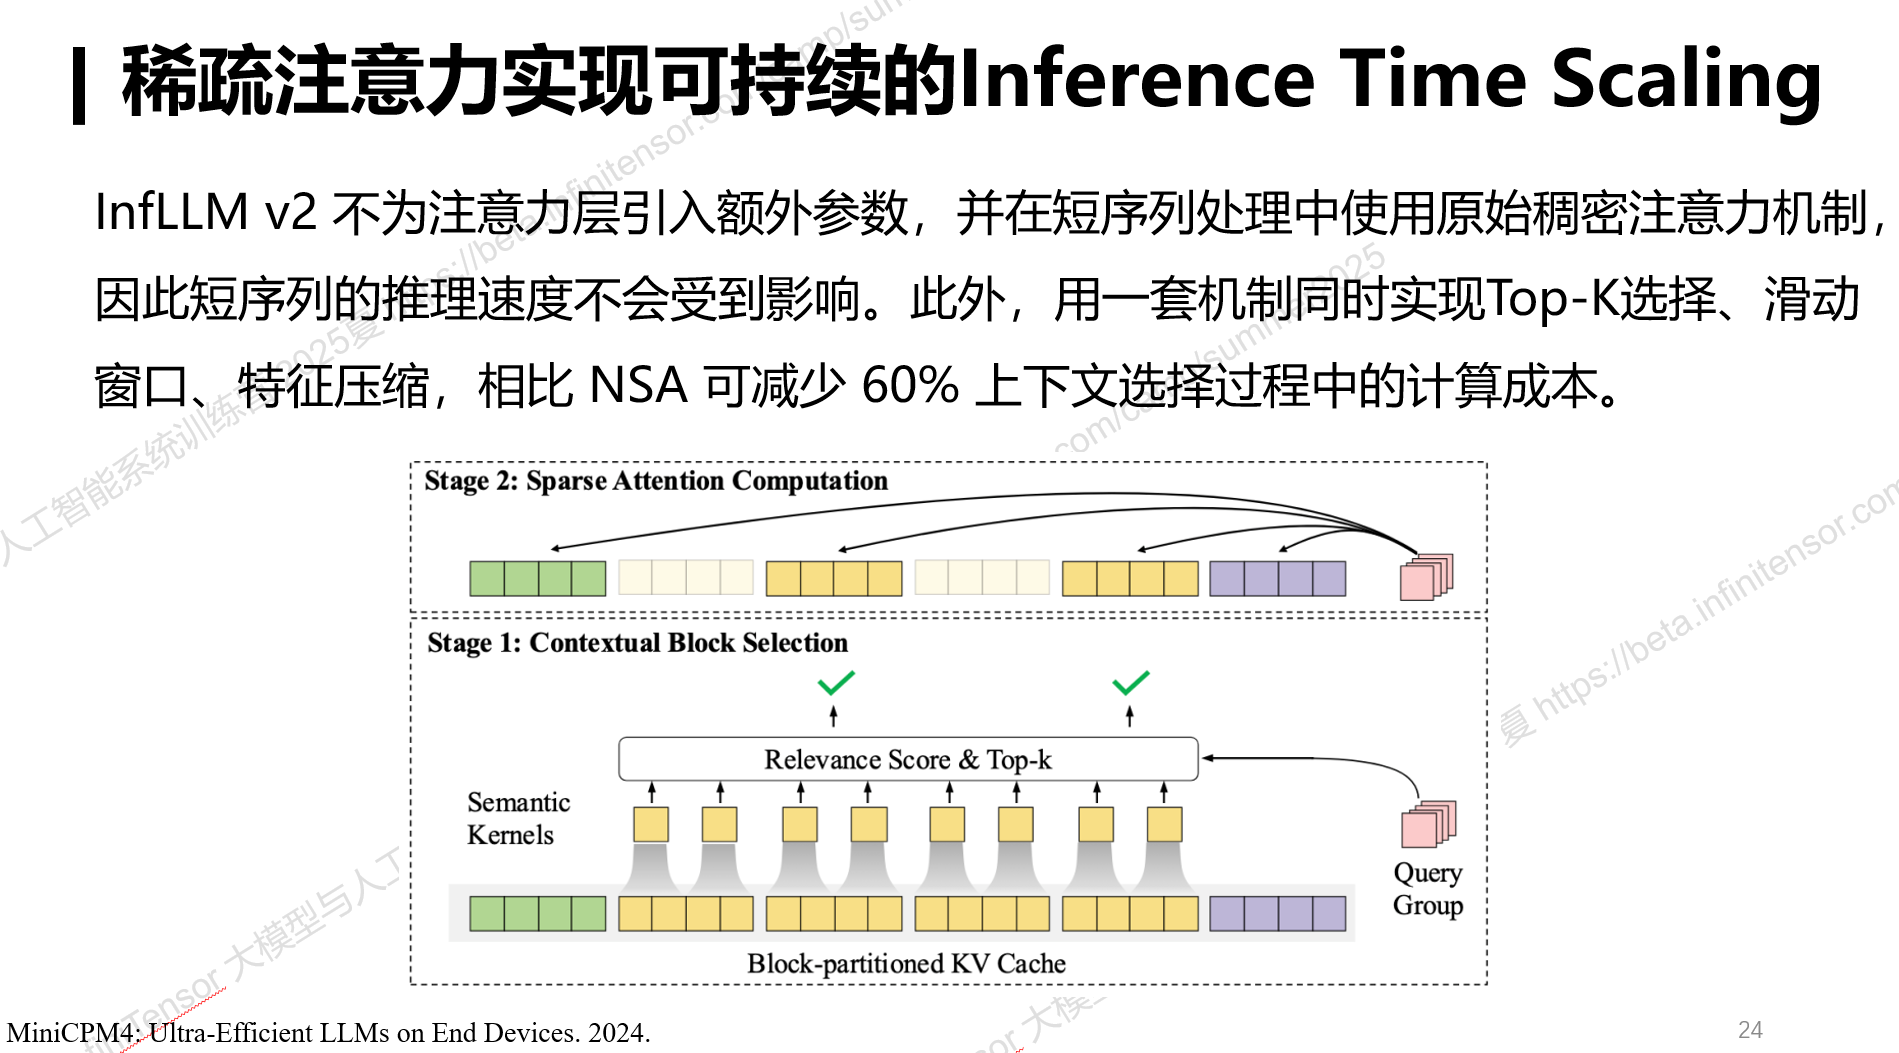 稀疏注意力实现可持续的Inference Time Scaling
InfLLM v2 不为注意力层引入额外参数，并在短序列处理中使用原始稠密注意力机制，
因此短序列的推理速度不会受到影响。此外，用一套机制同时实现Top-K选择、滑动
窗口、特征压缩，相比 NSA 可减少 60% 上下文选择过程中的计算成本。
Stage 2: Sparse Attention Computation
Stage 1: Contextual Block Selection
Relevance Score & Top-k
Semantic
Kernels
Query
Group
Block-partitioned KV Cache
MiniCPM4: Ultra-Efficient LLMs on End Devices. 2024.
24